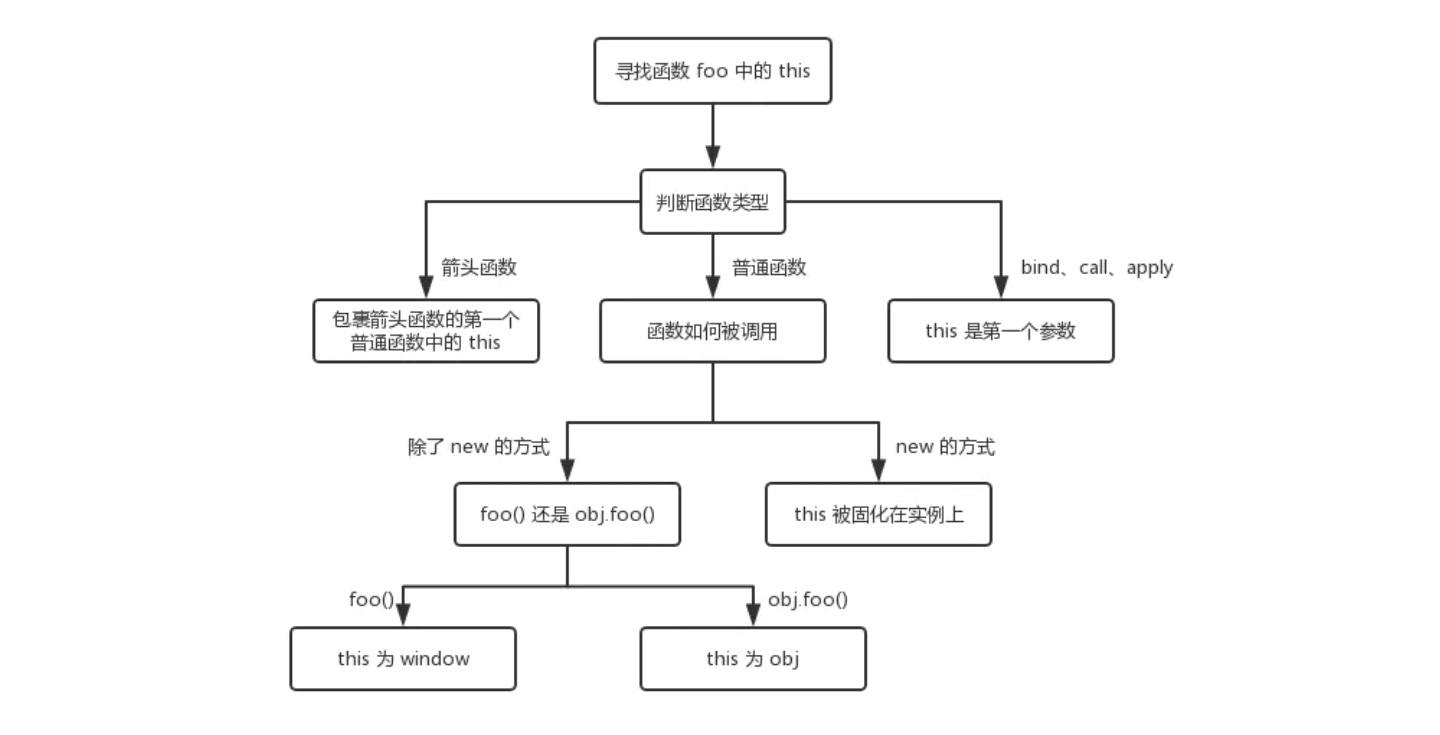 寻找函数 foo 中的 this
判断函数类型
箭头函数
普通函数
bind、call、apply
包裹箭头函数的第一个
普通函数中的 this
函数如何被调用
this 是第一个参数
除了 new 的方式
new 的方式
foo() 还是 obj.foo()
this 被固化在实例上
foo()
obj.foo()
this 为 window
this 为 obj